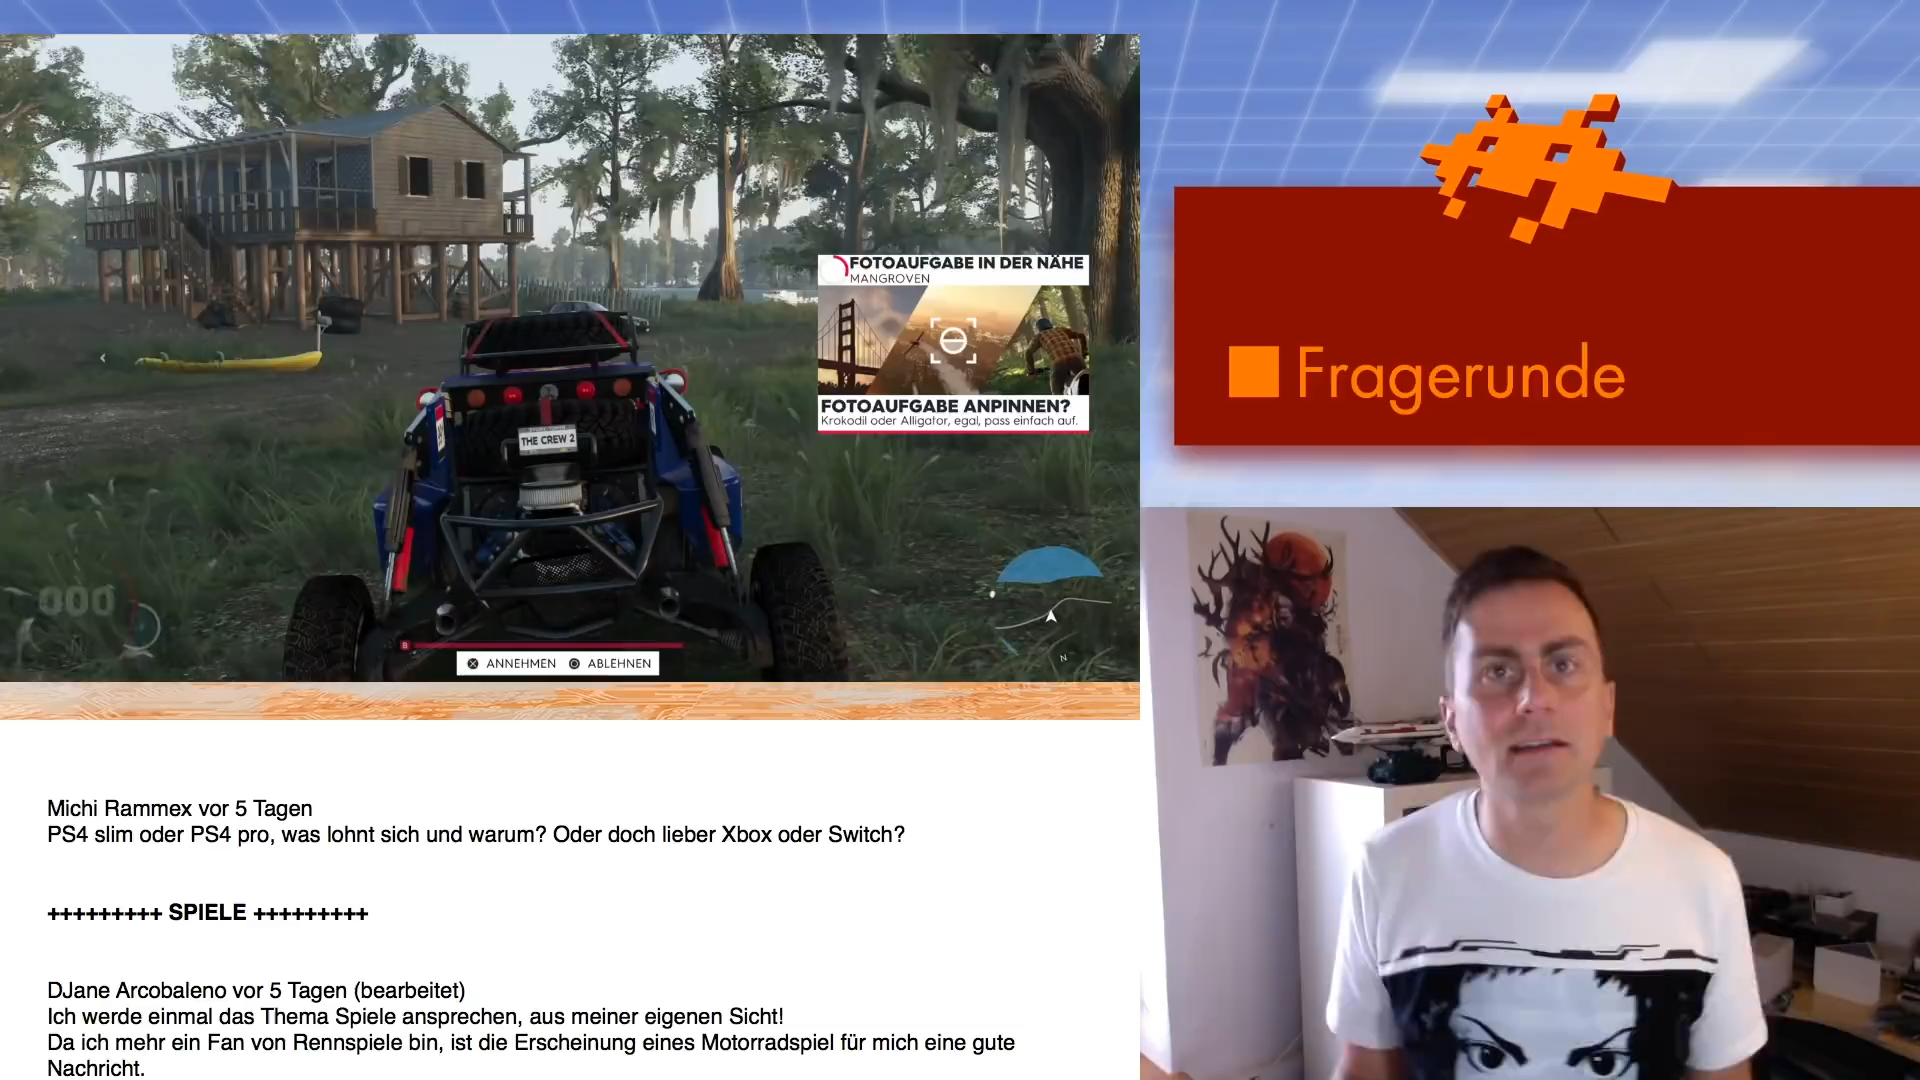 FOTOAUFGABE IN DER NÄHE
MANGROVEN
FOTOAUFGABE ANPINNEN?
Krokodil oder Alligator, egal, pass einfach auf.
THE CREW 2
000
B
ANNEHMEN ABLEHNEN
N
Fragerunde
Michi Rammex vor 5 Tagen
PS4 slim oder PS4 pro, was lohnt sich und warum? Oder doch lieber Xbox oder Switch?
+++++++++ SPIELE +++++++++
DJane Arcobaleno vor 5 Tagen (bearbeitet)
Ich werde einmal das Thema Spiele ansprechen, aus meiner eigenen Sicht!
Da ich mehr ein Fan von Rennspiele bin, ist die Erscheinung eines Motorradspiel für mich eine gute
Nachricht.